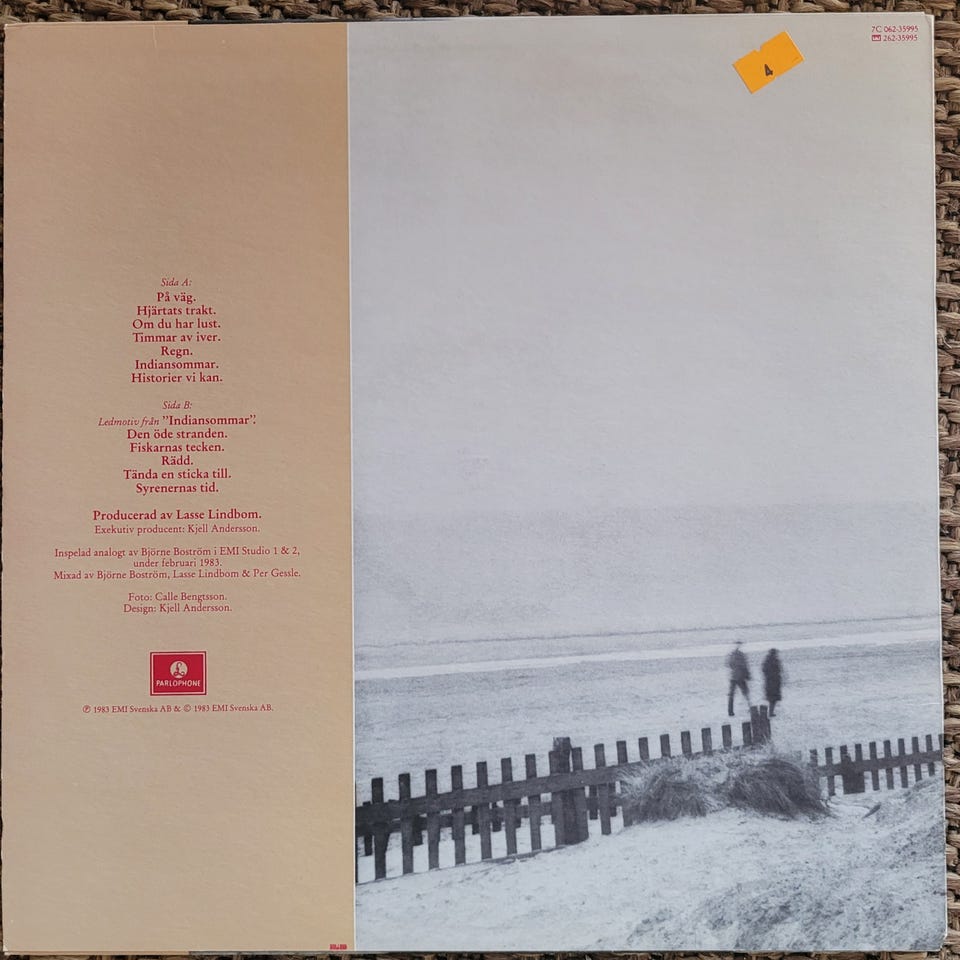 7C 062-35995
262-35995
4
Sida A:
På väg.
Hjärtats trakt.
Om du har lust.
Timmar av iver.
Regn.
Indiansommar.
Historier vi kan.
Sida B:
Ledmotiv från "Indiansommar".
Den öde stranden.
Fiskarnas tecken.
Rädd.
Tända en sticka till.
Syrenernas tid.
Producerad av Lasse Lindbom.
Exekutiv producent: Kjell Andersson.
Inspelad analogt av Björne Boström i EMI Studio 1 & 2,
under februari 1983.
Mixad av Björne Boström, Lasse Lindbom & Per Gessle.
Foto: Calle Bengtsson.
Design: Kjell Andersson.
PARLOPHONE
℗ 1983 EMI Svenska AB & © 1983 EMI Svenska AB.